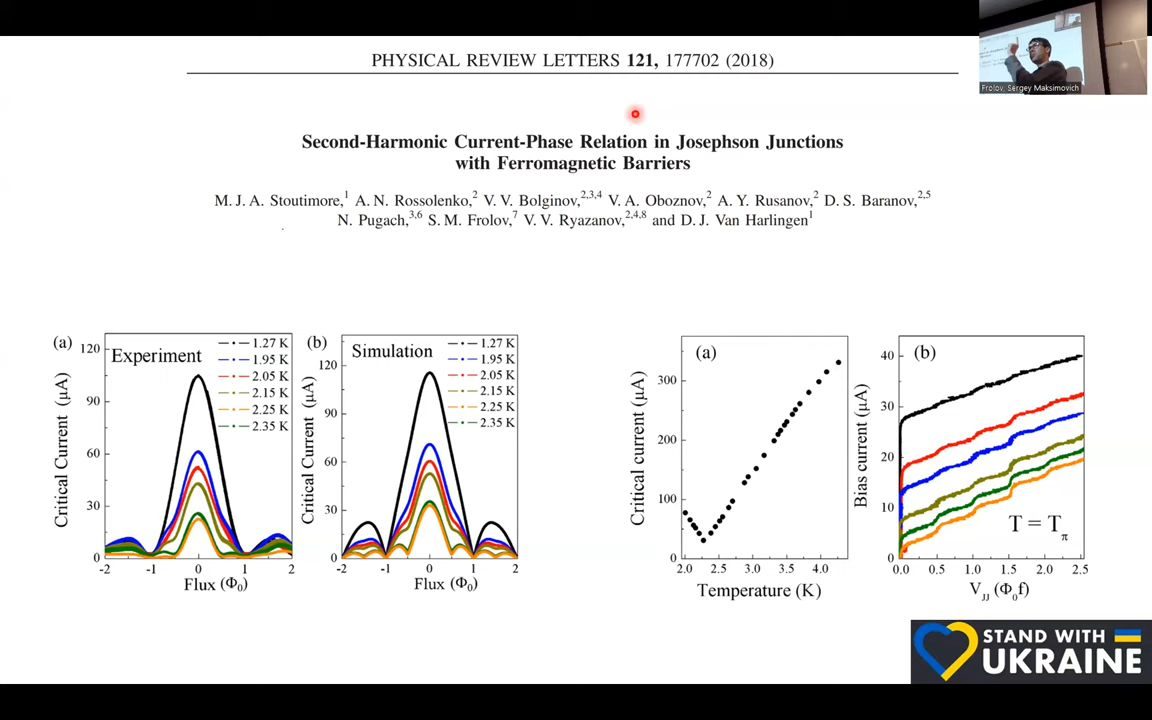 PHYSICAL REVIEW LETTERS 121, 177702 (2018)
Frolov, Sergey Maksimovich
Second-Harmonic Current-Phase Relation in Josephson Junctions
with Ferromagnetic Barriers
M. J. A. Stoutimore,1 A. N. Rossolenko,2 V. V. Bolginov,2,3,4 V. A. Oboznov,2 A. Y. Rusanov,2 D. S. Baranov,2,5
N. Pugach,3,6 S. M. Frolov,7 V. V. Ryazanov,2,4,8 and D. J. Van Harlingen1
(a)
Experiment
120
90
60
30
0
Critical Current (μA)
1.27 K
1.95 K
2.05 K
2.15 K
2.25 K
2.35 K
-2 -1 0 1 2
Flux (Φ0)
(b)
Simulation
120
90
60
30
0
Critical Current (μA)
1.27 K
1.95 K
2.05 K
2.15 K
2.25 K
2.35 K
-2 -1 0 1 2
Flux (Φ0)
(a)
300
200
100
0
Critical Current (μA)
2.0 2.5 3.0 3.5 4.0
Temperature (K)
(b)
40
30
20
10
0
Bias current (μA)
T = Tπ
0.0 0.5 1.0 1.5 2.0 2.5
VJJ (Φ0f)
STAND WITH
UKRAINE